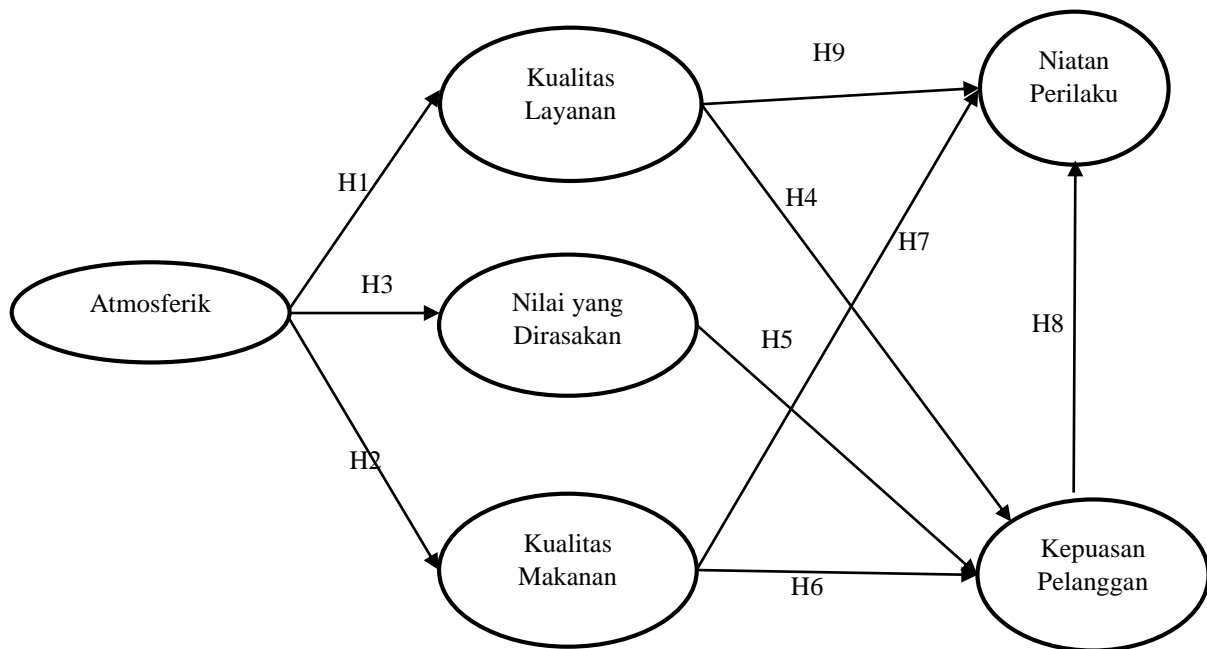 Kualitas
Layanan
H9
Niatan
Perilaku
H1
H4
H7
Atmosferik
H3
Nilai yang
Dirasakan
H5
H8
H2
Kualitas
Makanan
H6
Kepuasan
Pelanggan